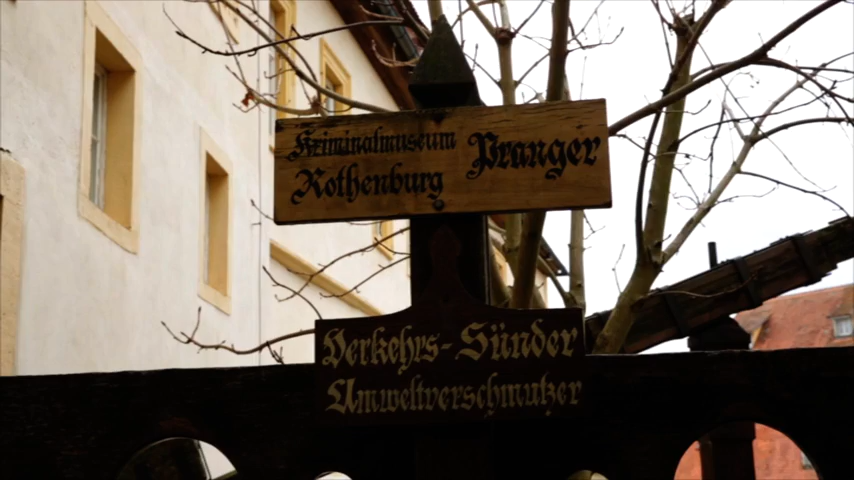 Kriminalmuseum Pranger
Rothenburg
Verkehrs-Sünder
Umweltverschmutzer